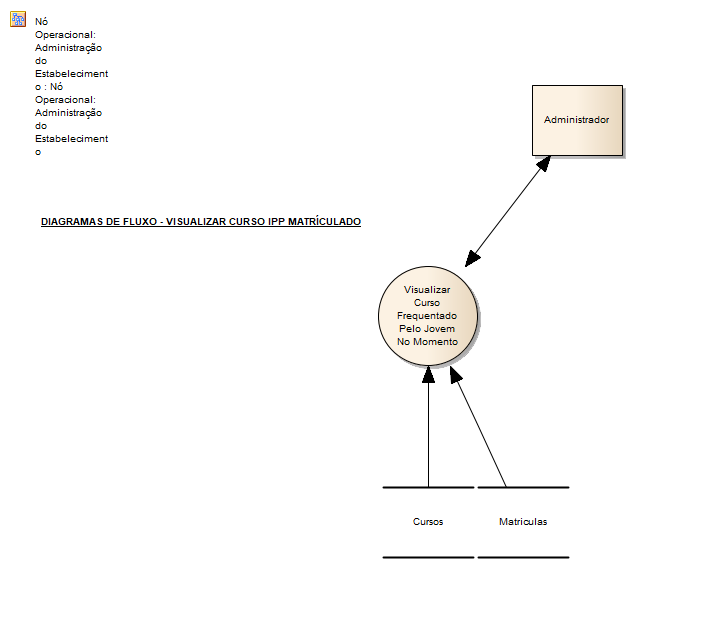 Nó
Operacional:
Administração
do
Estabeleciment
o : Nó
Operacional:
Administração
do
Estabeleciment
o
Administrador
DIAGRAMAS DE FLUXO - VISUALIZAR CURSO IPP MATRÍCULADO
Visualizar
Curso
Frequentado
Pelo Jovem
No Momento
Cursos
Matriculas